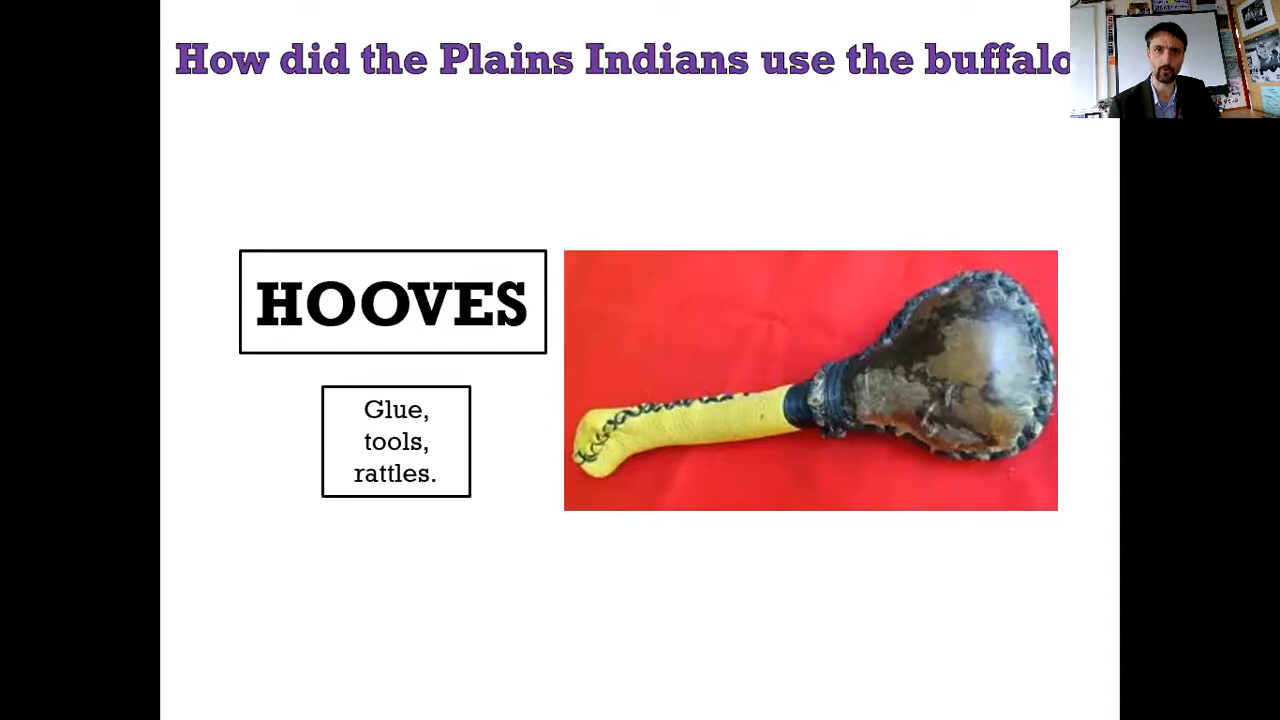 How did the Plains Indians use the buffalo
HOOVES
Glue,
tools,
rattles.